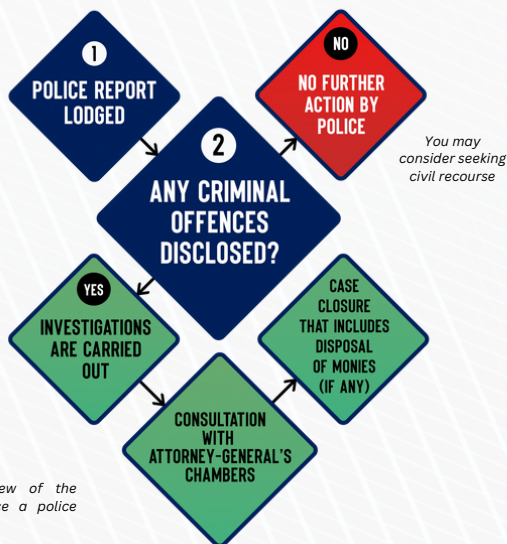 1
POLICE REPORT
LODGED
NO
NO FURTHER
ACTION BY
POLICE
You may
consider seeking
civil recourse
2
ANY CRIMINAL
OFFENCES
DISCLOSED?
YES
INVESTIGATIONS
ARE CARRIED
OUT
CASE
CLOSURE
THAT INCLUDES
DISPOSAL
OF MONIES
(IF ANY)
CONSULTATION
WITH
ATTORNEY-GENERAL'S
CHAMBERS
of the
a police